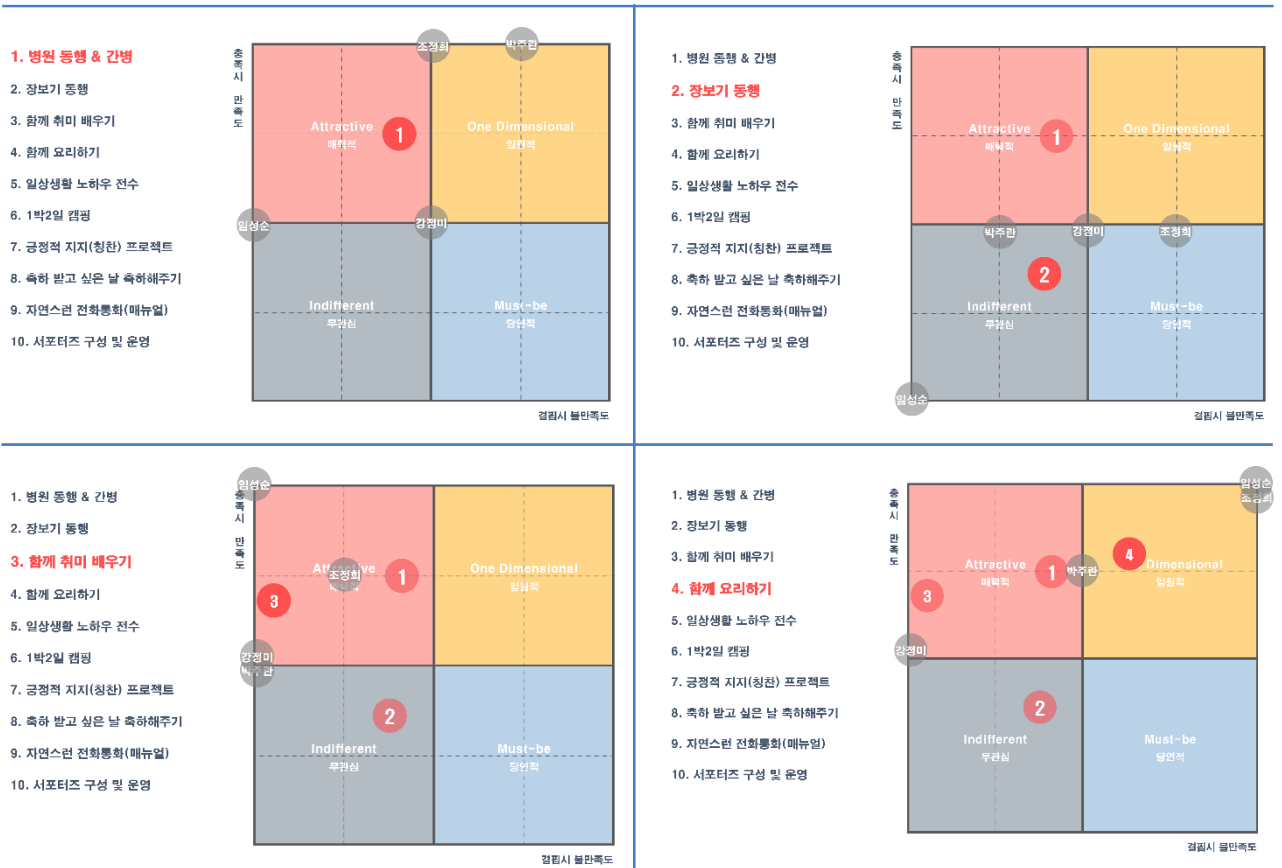 1. 병원 동행 & 간병
2. 장보기 동행
3. 함께 취미 배우기
4. 함께 요리하기
5. 일상생활 노하우 전수
6. 1박2일 캠핑
7. 긍정적 지지(칭찬) 프로젝트
8. 축하 받고 싶은 날 축하해주기
9. 자연스런 전화통화(매뉴얼)
10. 서포터즈 구성 및 운영
충족시 만족도
조정희
박주란
Attractive
매력적
1
One Dimensional
일원적
임성순
강정미
Indifferent
무관심
Must-be
당연적
결핍시 불만족도
1. 병원 동행 & 간병
2. 장보기 동행
3. 함께 취미 배우기
4. 함께 요리하기
5. 일상생활 노하우 전수
6. 1박2일 캠핑
7. 긍정적 지지(칭찬) 프로젝트
8. 축하 받고 싶은 날 축하해주기
9. 자연스런 전화통화(매뉴얼)
10. 서포터즈 구성 및 운영
충족시 만족도
Attractive
매력적
1
One Dimensional
일원적
박주란
강정미
조정희
2
Indifferent
무관심
Must-be
당연적
임성순
결핍시 불만족도
1. 병원 동행 & 간병
2. 장보기 동행
3. 함께 취미 배우기
4. 함께 요리하기
5. 일상생활 노하우 전수
6. 1박2일 캠핑
7. 긍정적 지지(칭찬) 프로젝트
8. 축하 받고 싶은 날 축하해주기
9. 자연스런 전화통화(매뉴얼)
10. 서포터즈 구성 및 운영
임성순
충족시 만족도
Attractive
매력적
조정희
1
One Dimensional
일원적
3
강정미
박주란
2
Indifferent
무관심
Must-be
당연적
결핍시 불만족도
1. 병원 동행 & 간병
2. 장보기 동행
3. 함께 취미 배우기
4. 함께 요리하기
5. 일상생활 노하우 전수
6. 1박2일 캠핑
7. 긍정적 지지(칭찬) 프로젝트
8. 축하 받고 싶은 날 축하해주기
9. 자연스런 전화통화(매뉴얼)
10. 서포터즈 구성 및 운영
충족시 만족도
임성순
조정희
4
Attractive
매력적
1
박주란
Dimensional
일원적
3
강정미
2
Indifferent
무관심
Must-be
당연적
결핍시 불만족도